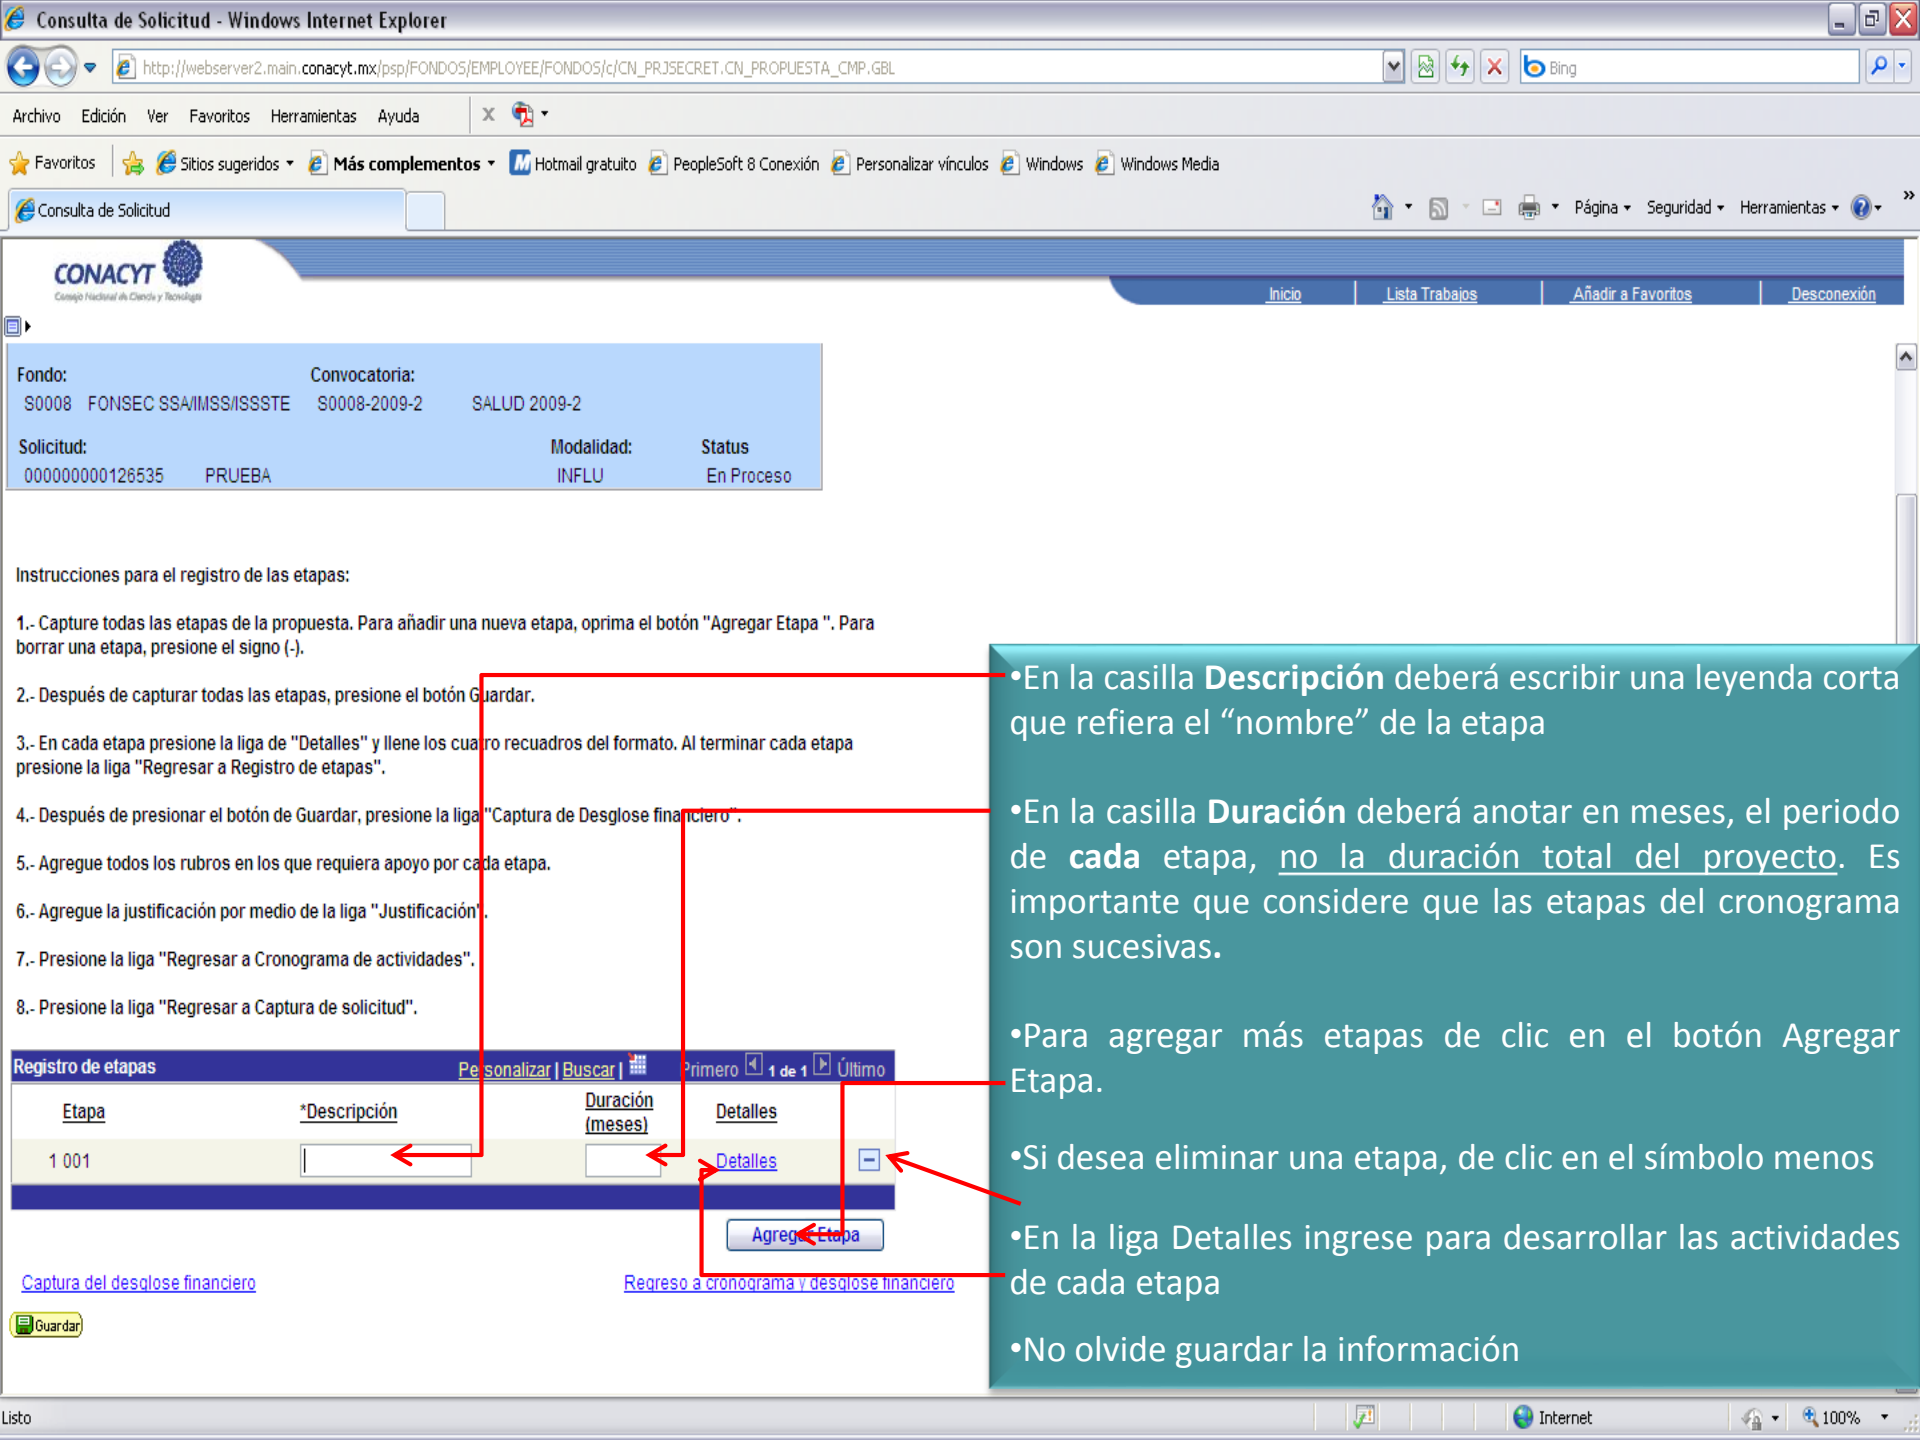 Consulta de Solicitud - Windows Internet Explorer
http://webserver2.main.conacyt.mx/psp/FONDOS/EMPLOYEE/FONDOS/c/CN_PRJSECRET.CN_PROPUESTA_CMP.GBL
Bing
Archivo Edición Ver Favoritos Herramientas Ayuda
Favoritos Sitios sugeridos Más complementos Hotmail gratuito PeopleSoft 8 Conexión Personalizar vínculos Windows Windows Media
Consulta de Solicitud
Página Seguridad Herramientas
CONACYT
Consejo Nacional de Ciencia y Tecnología
Inicio Lista Trabajos Añadir a Favoritos Desconexión
Fondo: Convocatoria:
S0008 FONSEC SSA/IMSS/ISSSTE S0008-2009-2 SALUD 2009-2
Solicitud: Modalidad: Status
000000000126535 PRUEBA INFLU En Proceso
Instrucciones para el registro de las etapas:
1.- Capture todas las etapas de la propuesta. Para añadir una nueva etapa, oprima el botón "Agregar Etapa ". Para
borrar una etapa, presione el signo (-).
2.- Después de capturar todas las etapas, presione el botón Guardar.
3.- En cada etapa presione la liga de "Detalles" y llene los cuatro recuadros del formato. Al terminar cada etapa
presione la liga "Regresar a Registro de etapas".
4.- Después de presionar el botón de Guardar, presione la liga "Captura de Desglose financiero".
5.- Agregue todos los rubros en los que requiera apoyo por cada etapa.
6.- Agregue la justificación por medio de la liga "Justificación".
7.- Presione la liga "Regresar a Cronograma de actividades".
8.- Presione la liga "Regresar a Captura de solicitud".
Registro de etapas Personalizar | Buscar | Primero 1 de 1 Último
Etapa *Descripción Duración (meses) Detalles
1 001 Detalles
Agregar Etapa
Captura del desglose financiero Regreso a cronograma y desglose financiero
Guardar
•En la casilla Descripción deberá escribir una leyenda corta
que refiera el “nombre” de la etapa
•En la casilla Duración deberá anotar en meses, el periodo
de cada etapa, no la duración total del proyecto. Es
importante que considere que las etapas del cronograma
son sucesivas.
•Para agregar más etapas de clic en el botón Agregar
Etapa.
•Si desea eliminar una etapa, de clic en el símbolo menos
•En la liga Detalles ingrese para desarrollar las actividades
de cada etapa
•No olvide guardar la información
Listo Internet 100%